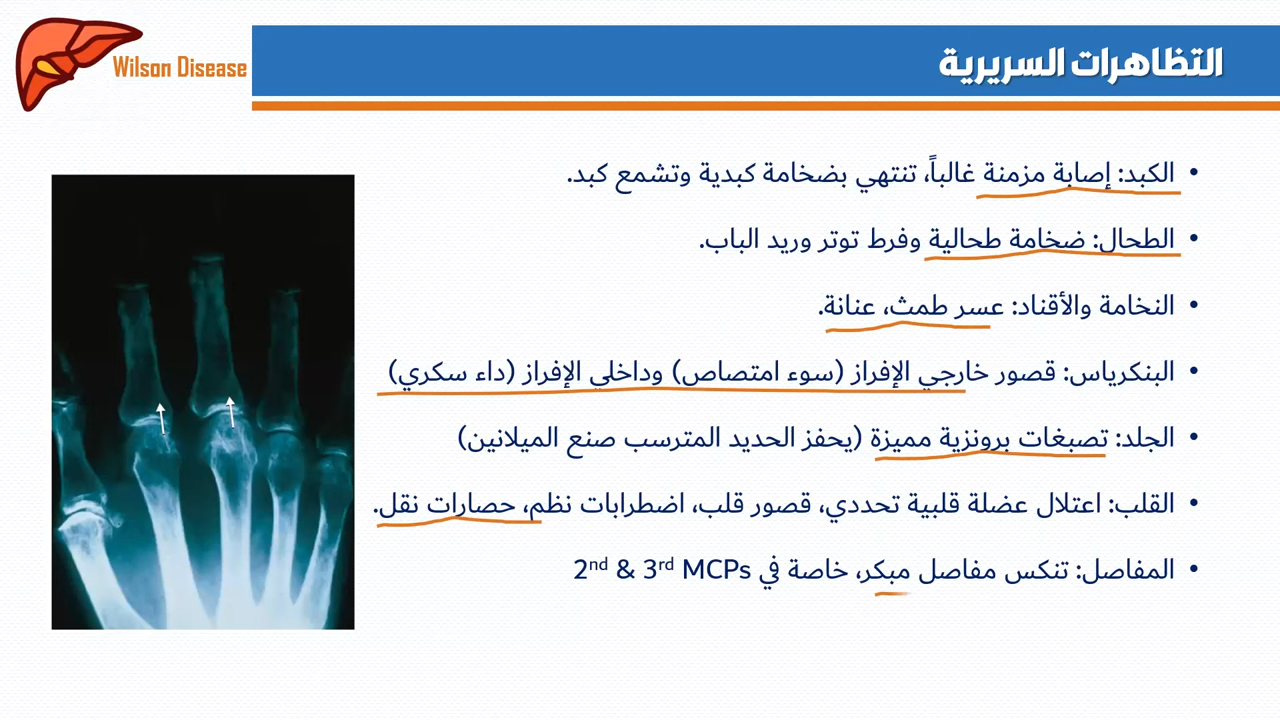 Wilson Disease
التظاهرات السريرية
• الكبد: إصابة مزمنة غالباً، تنتهي بضخامة كبدية وتشمع كبد.
• الطحال: ضخامة طحالية وفرط توتر وريد الباب.
• النخامة والأقناد: عسر طمث، عنانة.
• البنكرياس: قصور خارجي الإفراز (سوء امتصاص) وداخلي الإفراز (داء سكري)
• الجلد: تصبغات برونزية مميزة (يحفز الحديد المترسب صنع الميلانين)
• القلب: اعتلال عضلة قلبية تحددي، قصور قلب، اضطرابات نظم، حصارات نقل.
• المفاصل: تنكس مفاصل مبكر، خاصة في 2nd & 3rd MCPs